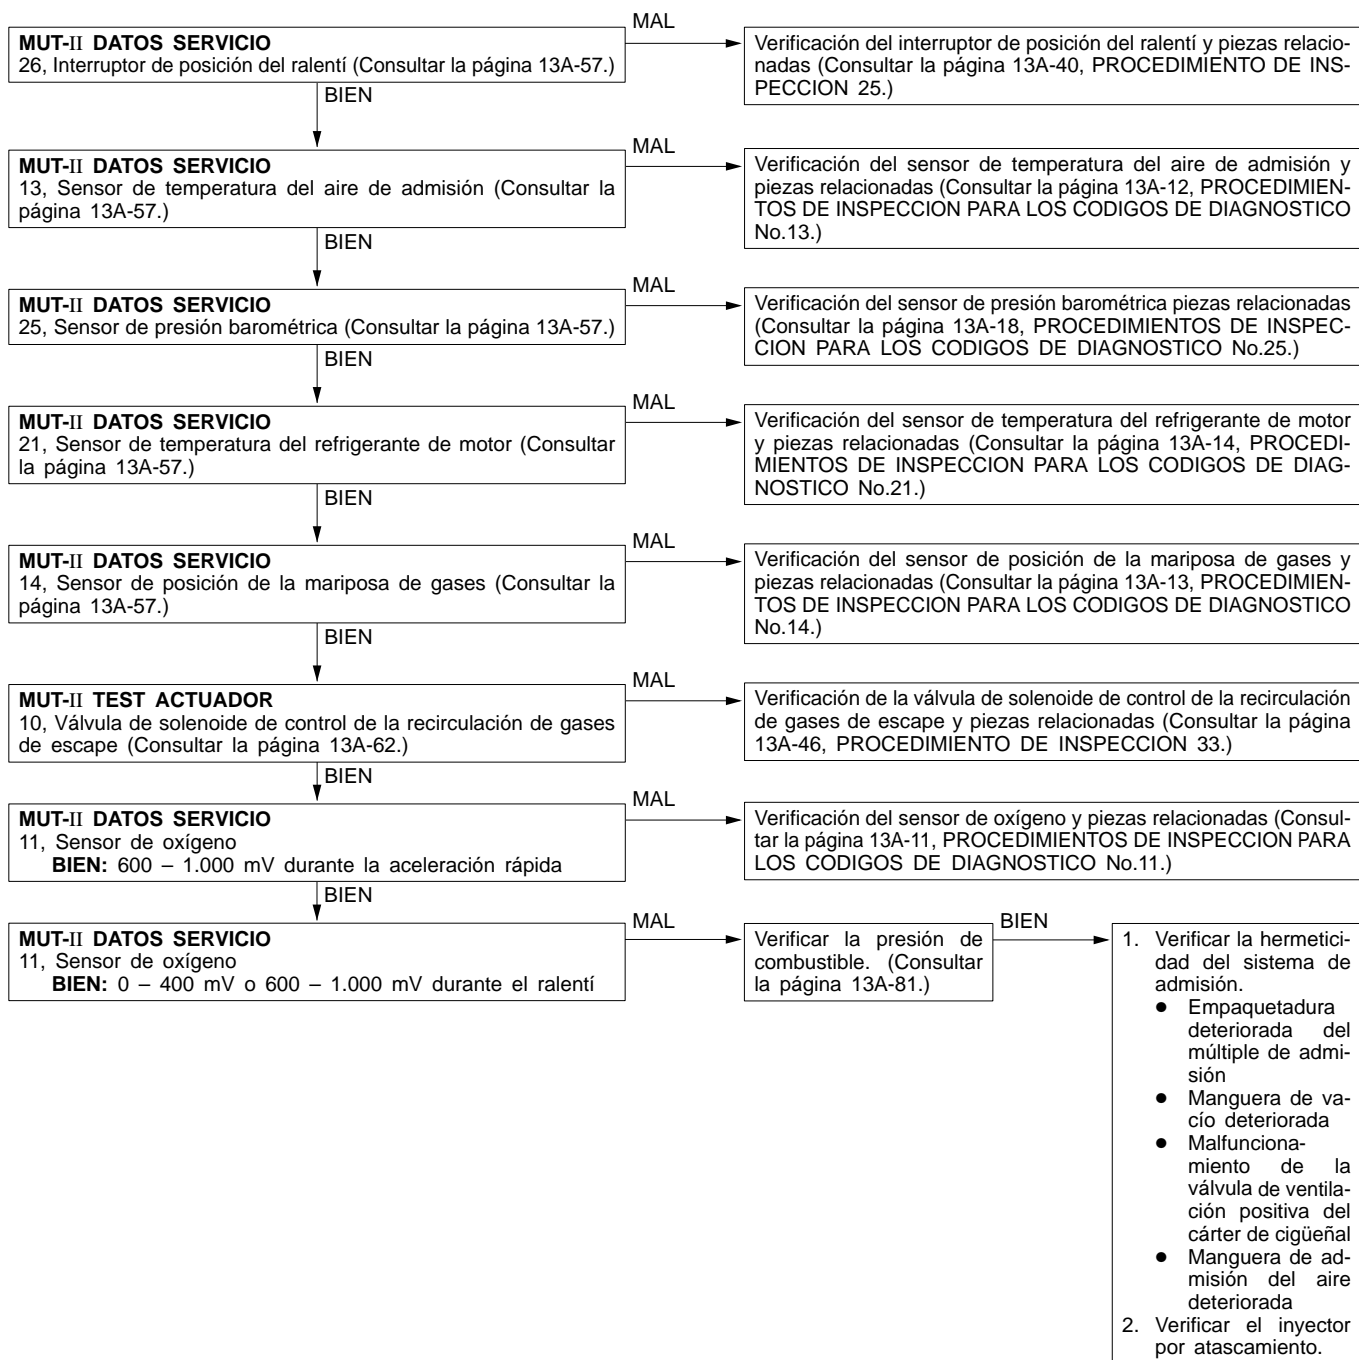 MAL
MUT-II DATOS SERVICIO
26, Interruptor de posición del ralentí (Consultar la página 13A-57.)
Verificación del interruptor de posición del ralentí y piezas relacio-
nadas (Consultar la página 13A-40, PROCEDIMIENTO DE INS-
PECCION 25.)
BIEN
MAL
MUT-II DATOS SERVICIO
13, Sensor de temperatura del aire de admisión (Consultar la
página 13A-57.)
Verificación del sensor de temperatura del aire de admisión y
piezas relacionadas (Consultar la página 13A-12, PROCEDIMIEN-
TOS DE INSPECCION PARA LOS CODIGOS DE DIAGNOSTICO
No.13.)
BIEN
MAL
MUT-II DATOS SERVICIO
25, Sensor de presión barométrica (Consultar la página 13A-57.)
Verificación del sensor de presión barométrica piezas relacionadas
(Consultar la página 13A-18, PROCEDIMIENTOS DE INSPEC-
CION PARA LOS CODIGOS DE DIAGNOSTICO No.25.)
BIEN
MAL
MUT-II DATOS SERVICIO
21, Sensor de temperatura del refrigerante de motor (Consultar
la página 13A-57.)
Verificación del sensor de temperatura del refrigerante de motor
y piezas relacionadas (Consultar la página 13A-14, PROCEDI-
MIENTOS DE INSPECCION PARA LOS CODIGOS DE DIAG-
NOSTICO No.21.)
BIEN
MAL
MUT-II DATOS SERVICIO
14, Sensor de posición de la mariposa de gases (Consultar la
página 13A-57.)
Verificación del sensor de posición de la mariposa de gases y
piezas relacionadas (Consultar la página 13A-13, PROCEDIMIEN-
TOS DE INSPECCION PARA LOS CODIGOS DE DIAGNOSTICO
No.14.)
BIEN
MAL
MUT-II TEST ACTUADOR
10, Válvula de solenoide de control de la recirculación de gases
de escape (Consultar la página 13A-62.)
Verificación de la válvula de solenoide de control de la recirculación
de gases de escape y piezas relacionadas (Consultar la página
13A-46, PROCEDIMIENTO DE INSPECCION 33.)
BIEN
MAL
MUT-II DATOS SERVICIO
11, Sensor de oxígeno
BIEN: 600 – 1.000 mV durante la aceleración rápida
Verificación del sensor de oxígeno y piezas relacionadas (Consul-
tar la página 13A-11, PROCEDIMIENTOS DE INSPECCION PARA
LOS CODIGOS DE DIAGNOSTICO No.11.)
BIEN
MAL
MUT-II DATOS SERVICIO
11, Sensor de oxígeno
BIEN: 0 – 400 mV o 600 – 1.000 mV durante el ralentí
Verificar la presión de
combustible. (Consultar
la página 13A-81.)
BIEN
1. Verificar la hermetici-
dad del sistema de
admisión.
● Empaquetadura
deteriorada del
múltiple de admi-
sión
● Manguera de va-
cío deteriorada
● Malfunciona-
miento de la
válvula de ventila-
ción positiva del
cárter de cigüeñal
● Manguera de ad-
misión del aire
deteriorada
2. Verificar el inyector
por atascamiento.